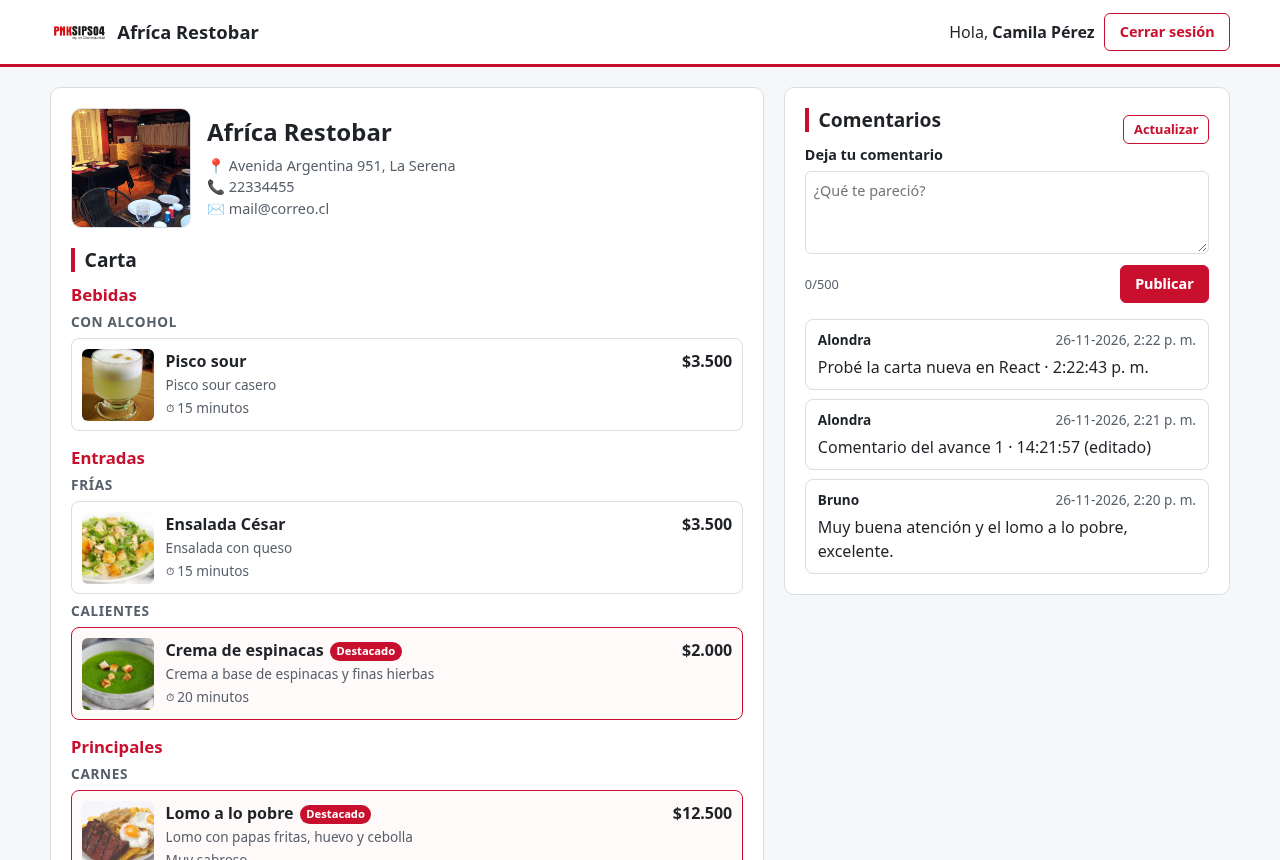 PNKSIPSO4
Afríca Restobar
Hola, Camila Pérez
Cerrar sesión
Afríca Restobar
Avenida Argentina 951, La Serena
22334455
mail@correo.cl
Carta
Bebidas
CON ALCOHOL
Pisco sour
$3.500
Pisco sour casero
15 minutos
Entradas
FRÍAS
Ensalada César
$3.500
Ensalada con queso
15 minutos
CALIENTES
Crema de espinacas Destacado
$2.000
Crema a base de espinacas y finas hierbas
20 minutos
Principales
CARNES
Lomo a lo pobre Destacado
$12.500
Lomo con papas fritas, huevo y cebolla
Muy sabroso
Comentarios
Actualizar
Deja tu comentario
¿Qué te pareció?
0/500
Publicar
Alondra
26-11-2026, 2:22 p. m.
Probé la carta nueva en React · 2:22:43 p. m.
Alondra
26-11-2026, 2:21 p. m.
Comentario del avance 1 · 14:21:57 (editado)
Bruno
26-11-2026, 2:20 p. m.
Muy buena atención y el lomo a lo pobre,
excelente.